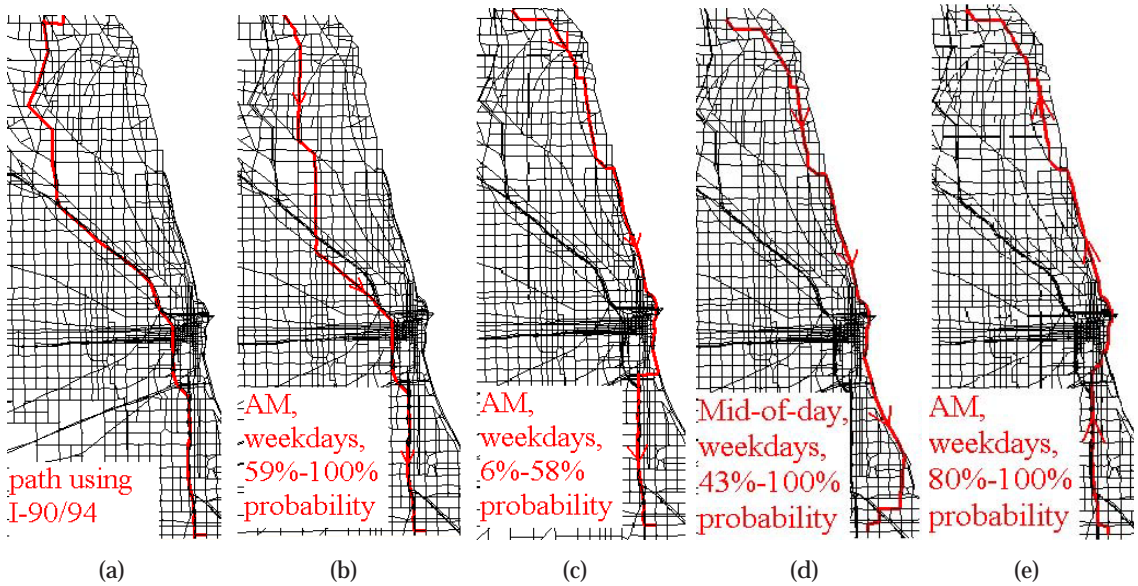 path using
I-90/94
AM,
weekdays,
59%-100%
probability
AM,
weekdays,
6%-58%
probability
Mid-of-day,
weekdays,
43%-100%
probability
AM,
weekdays,
80%-100%
probability
(a)
(b)
(c)
(d)
(e)